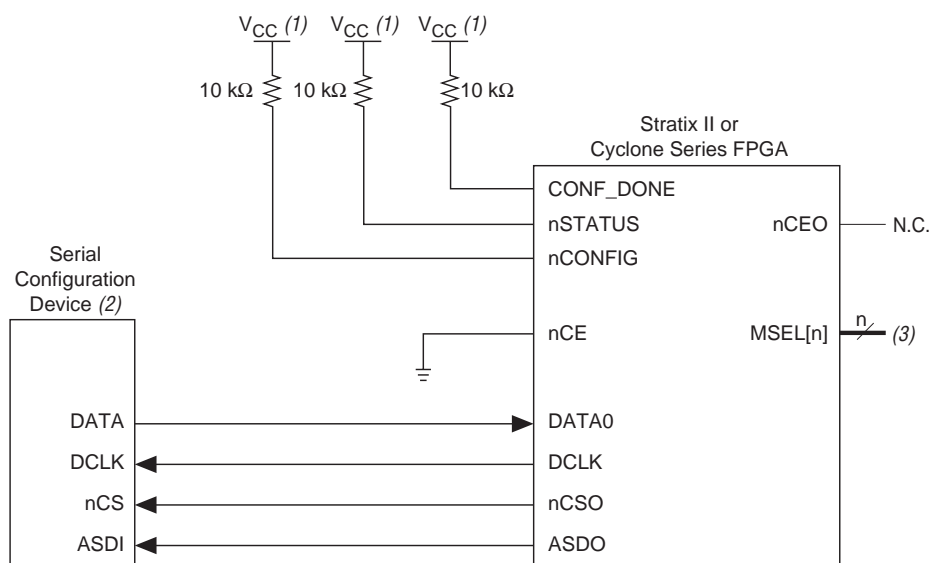 VCC (1) VCC (1) VCC (1)
10 kΩ 10 kΩ 10 kΩ
Stratix II or
Cyclone Series FPGA
CONF_DONE
nSTATUS nCEO N.C.
nCONFIG
Serial
Configuration
Device (2)
nCE MSEL[n] n (3)
DATA DATA0
DCLK DCLK
nCS nCSO
ASDI ASDO